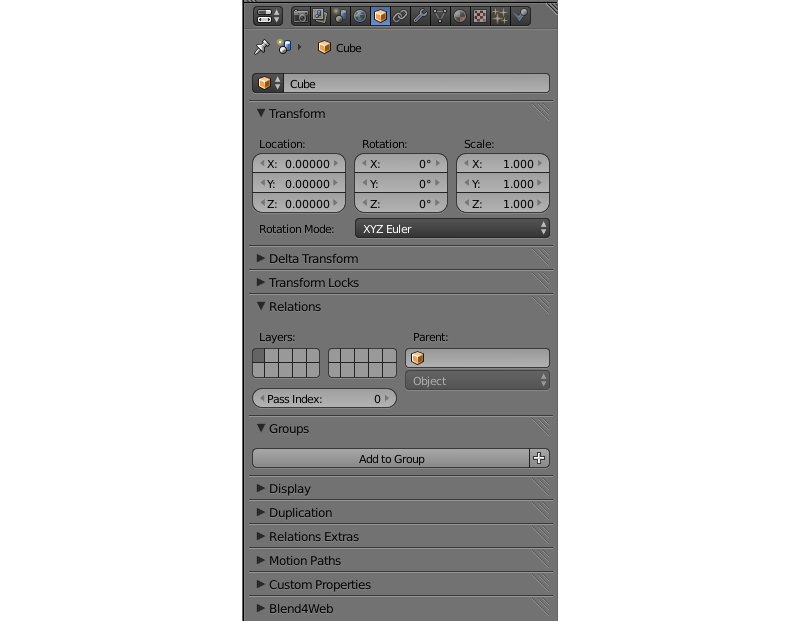 Cube
Cube
Transform
Location: Rotation: Scale:
X: 0.00000 X: 0° X: 1.000
Y: 0.00000 Y: 0° Y: 1.000
Z: 0.00000 Z: 0° Z: 1.000
Rotation Mode: XYZ Euler
Delta Transform
Transform Locks
Relations
Layers: Parent:
Object
Pass Index: 0
Groups
Add to Group
Display
Duplication
Relations Extras
Motion Paths
Custom Properties
Blend4Web